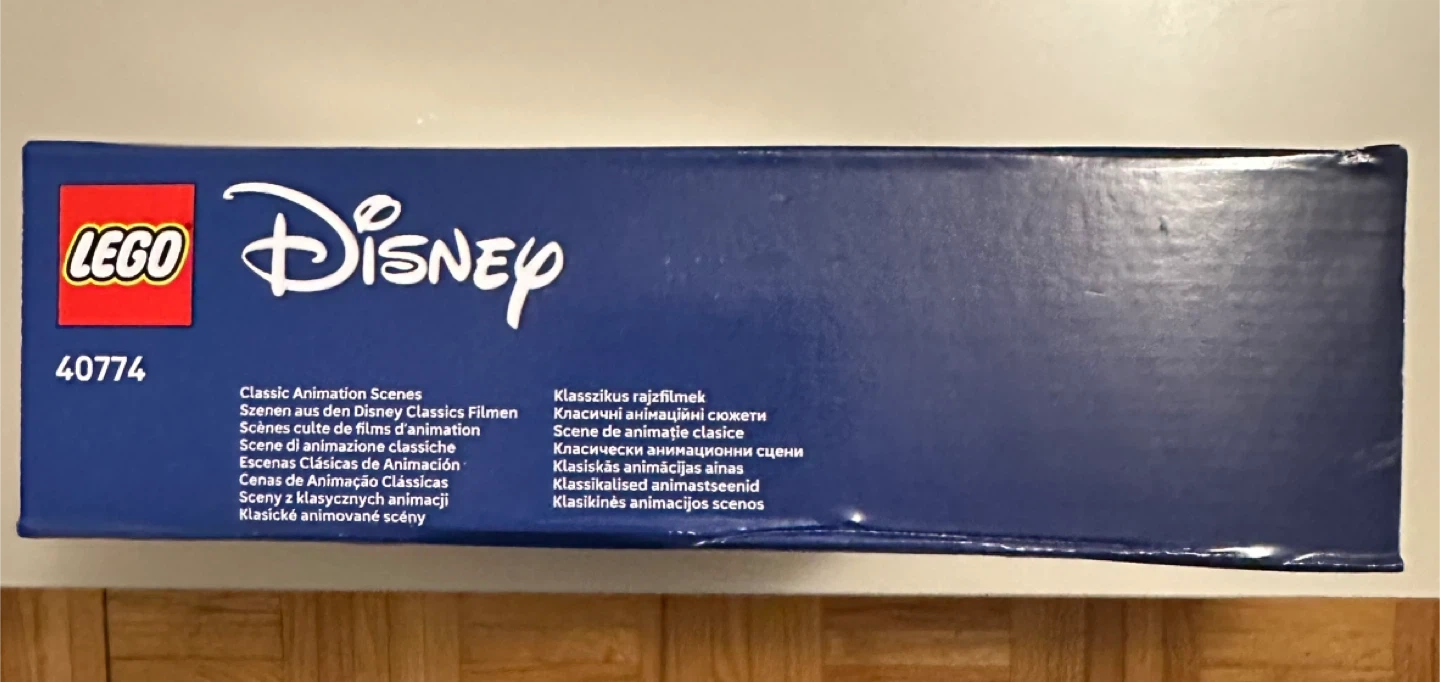 LEGO
Disney
40774
Classic Animation Scenes
Szenen aus den Disney Classics Filmen
Scènes culte de films d'animation
Scene di animazione classiche
Escenas Clásicas de Animación
Cenas de Animação Clássicas
Sceny z klasycznych animacji
Klasické animované scény
Klasszikus rajzfilmek
Класичні анімаційні сюжети
Scene de animație clasice
Класически анимационни сцени
Klasiskās animācijas ainas
Klassikalised animastseenid
Klasikinės animacijos scenos